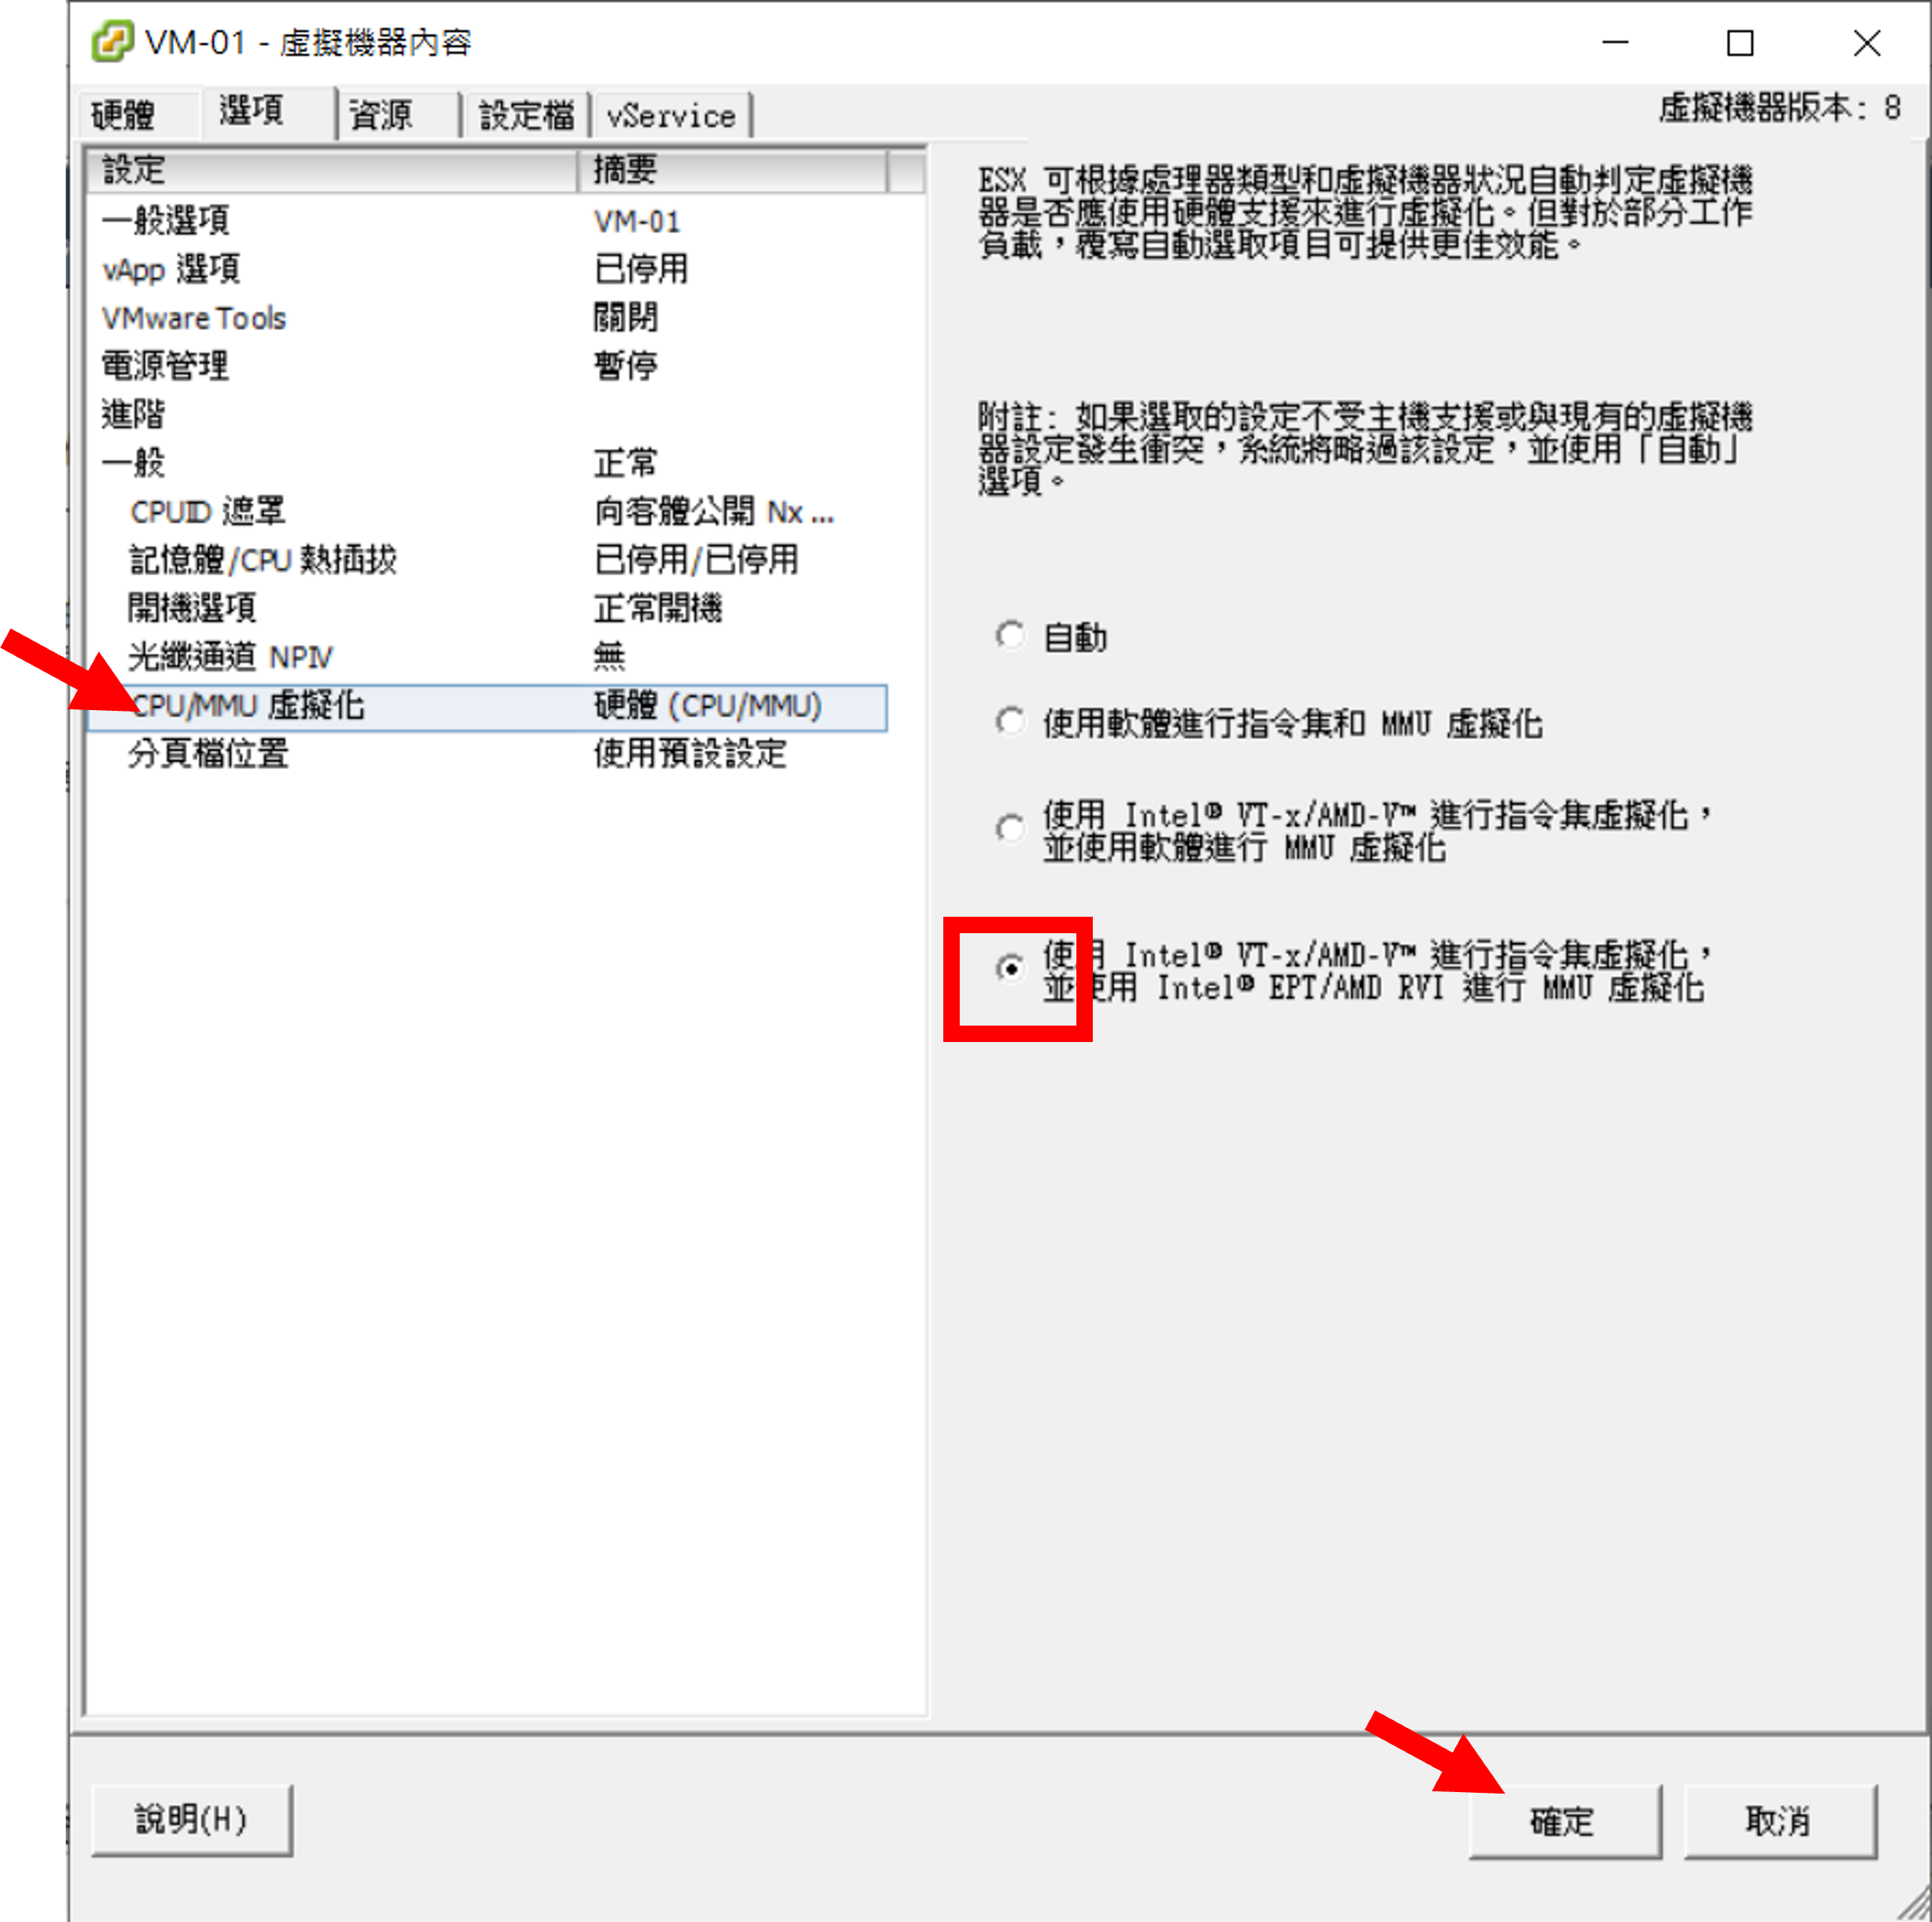 VM-01 - 虛擬機器內容
硬體 選項 資源 設定檔 vService
虛擬機器版本: 8
設定 摘要
一般選項 VM-01
vApp 選項 已停用
VMware Tools 關閉
電源管理 暫停
進階
一般 正常
CPUID 遮罩 向客體公開 Nx ...
記憶體/CPU 熱插拔 已停用/已停用
開機選項 正常開機
光纖通道 NPIV 無
CPU/MMU 虛擬化 硬體 (CPU/MMU)
分頁檔位置 使用預設設定
ESX 可根據處理器類型和虛擬機器狀況自動判定虛擬機
器是否應使用硬體支援來進行虛擬化。但對於部分工作
負載，覆寫自動選取項目可提供更佳效能。
附註: 如果選取的設定不受主機支援或與現有的虛擬機
器設定發生衝突，系統將略過該設定，並使用「自動」
選項。
自動
使用軟體進行指令集和 MMU 虛擬化
使用 Intel® VT-x/AMD-V™ 進行指令集虛擬化，
並使用軟體進行 MMU 虛擬化
使用 Intel® VT-x/AMD-V™ 進行指令集虛擬化，
並使用 Intel® EPT/AMD RVI 進行 MMU 虛擬化
說明(H) 確定 取消